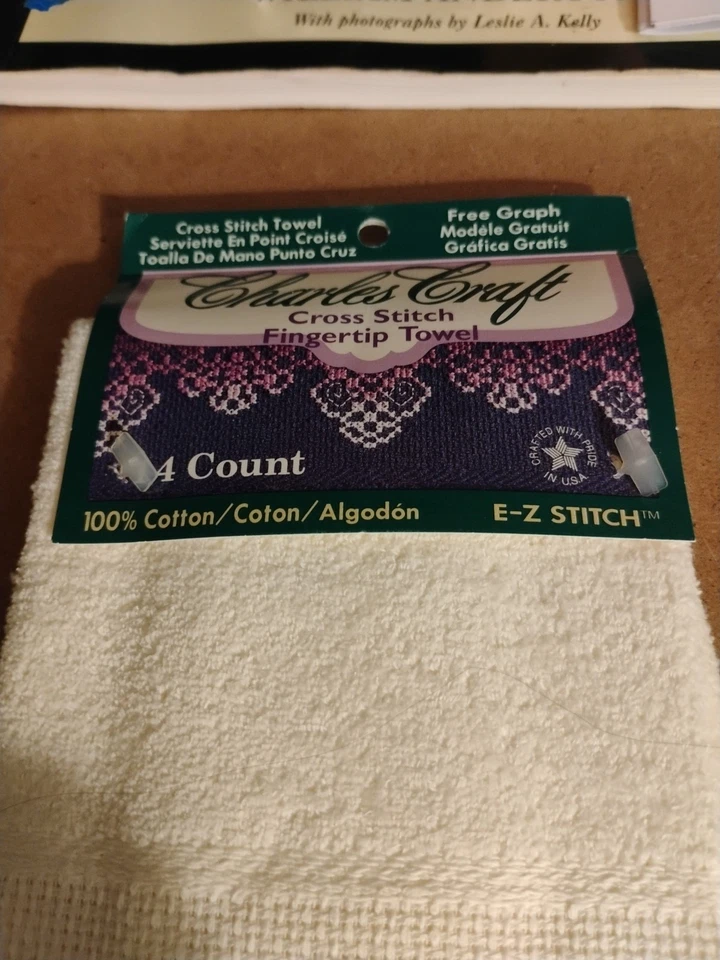 With photographs by Leslie A. Kelly
Cross Stitch Towel
Serviette En Point Croisé
Toalla De Mano Punto Cruz
Free Graph
Modèle Gratuit
Gráfica Gratis
Charles Craft
Cross Stitch
Fingertip Towel
4 Count
CRAFTED WITH PRIDE
IN U.S.A.
100% Cotton/Coton/Algodón
E-Z STITCH™